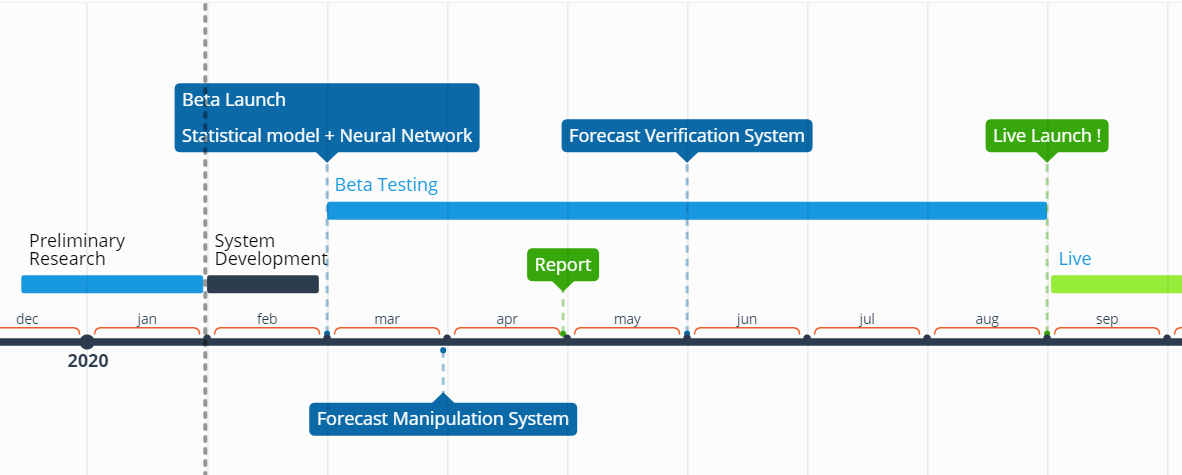 Beta Launch
Statistical model + Neural Network
Forecast Verification System
Live Launch !
Beta Testing
Preliminary
Research
System
Development
Report
Live
dec
jan
feb
mar
apr
may
jun
jul
aug
sep
2020
Forecast Manipulation System